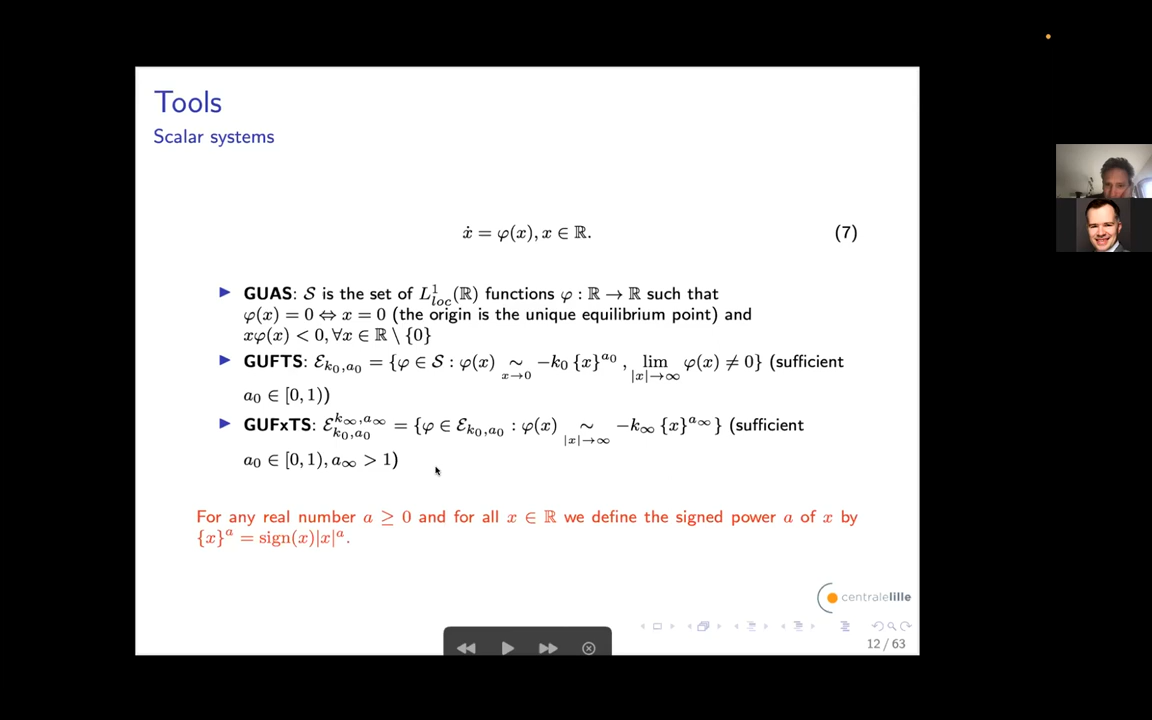 Tools
Scalar systems
ẋ = φ(x), x ∈ ℝ. (7)
▶ GUAS: 𝒮 is the set of L¹_loc(ℝ) functions φ : ℝ → ℝ such that
φ(x) = 0 ⇔ x = 0 (the origin is the unique equilibrium point) and
xφ(x) < 0, ∀x ∈ ℝ \ {0}
▶ GUFTS: ℰ_{k₀,a₀} = {φ ∈ 𝒮 : φ(x) ∼_{x→0} −k₀ {x}^{a₀} , lim_{|x|→∞} φ(x) ≠ 0} (sufficient
a₀ ∈ [0, 1))
▶ GUFxTS: ℰ_{k₀,a₀}^{k∞,a∞} = {φ ∈ ℰ_{k₀,a₀} : φ(x) ∼_{|x|→∞} −k∞ {x}^{a∞} } (sufficient
a₀ ∈ [0, 1), a∞ > 1)
For any real number a ≥ 0 and for all x ∈ ℝ we define the signed power a of x by
{x}^a = sign(x)|x|^a.
centralelille
12 / 63